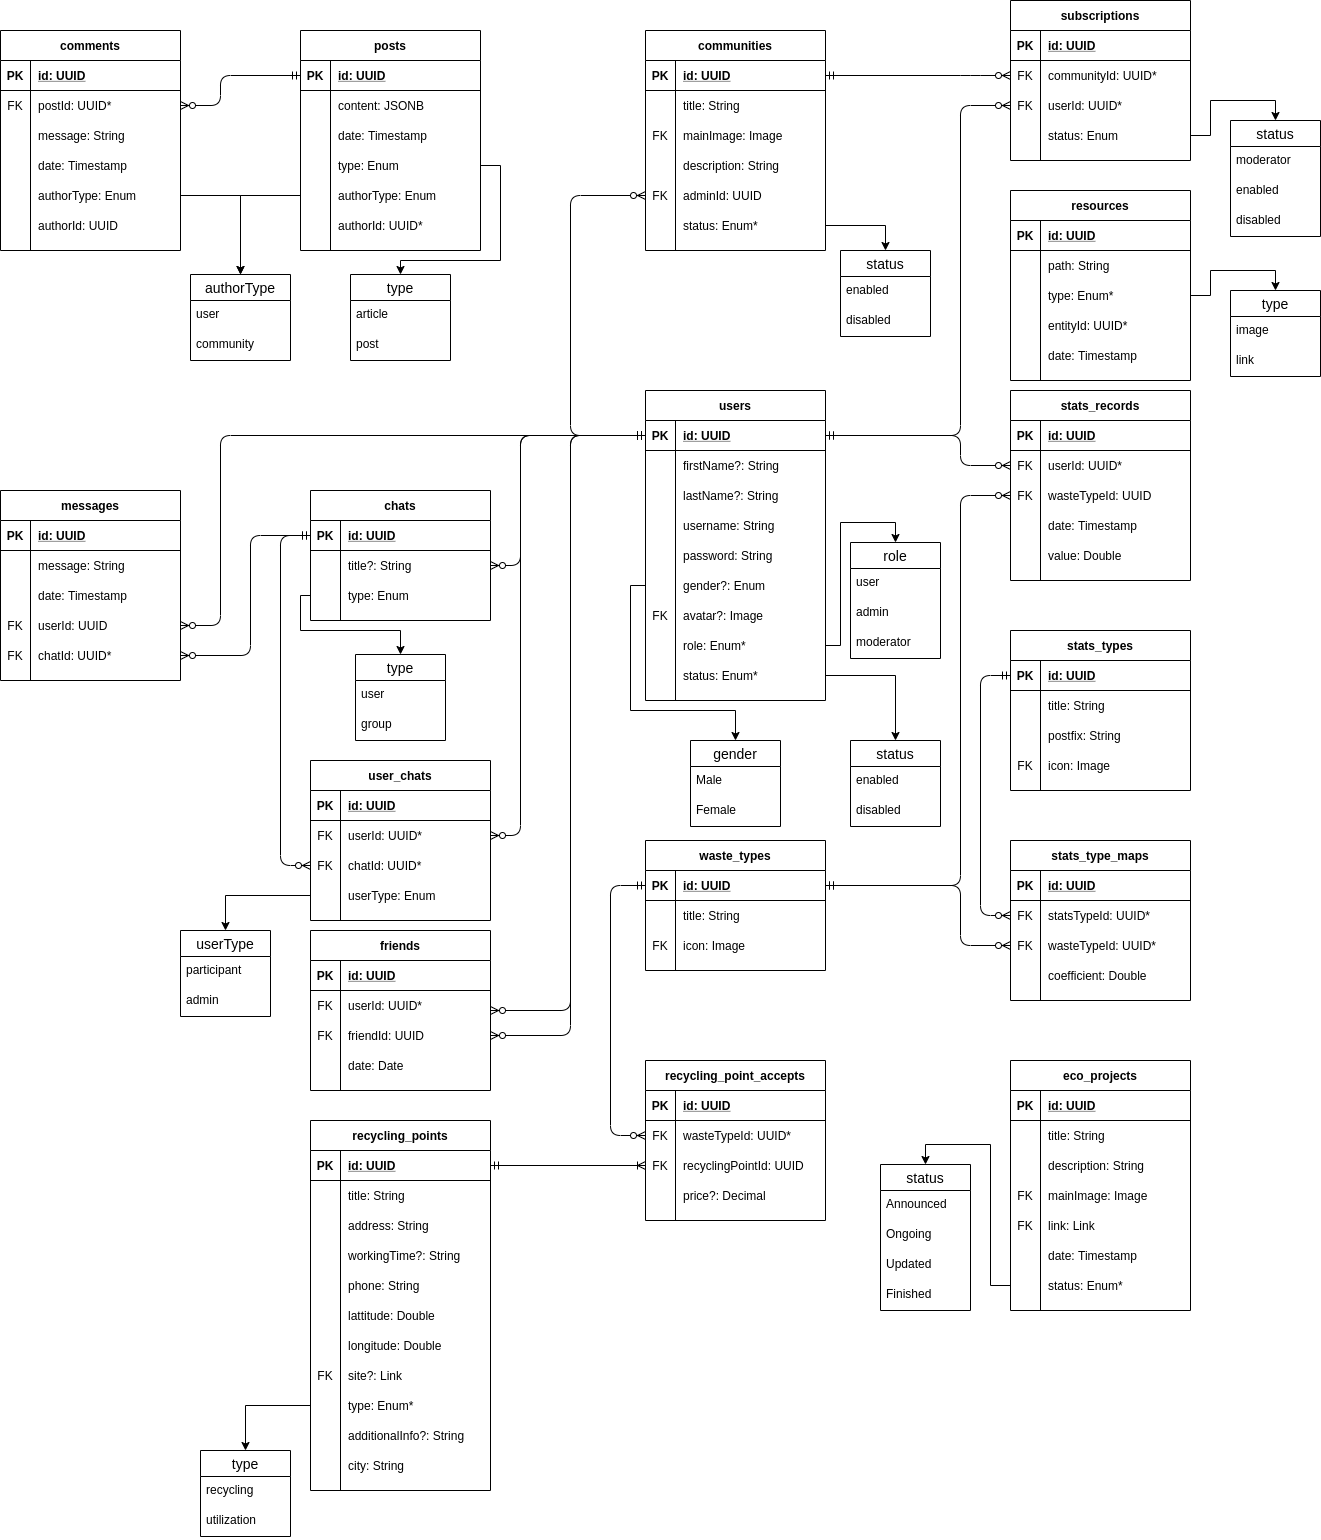 comments
PK id: UUID
FK postId: UUID*
message: String
date: Timestamp
authorType: Enum
authorId: UUID
posts
PK id: UUID
content: JSONB
date: Timestamp
type: Enum
authorType: Enum
authorId: UUID*
authorType
user
community
type
article
post
communities
PK id: UUID
title: String
FK mainImage: Image
description: String
FK adminId: UUID
status: Enum*
status
enabled
disabled
subscriptions
PK id: UUID
FK communityId: UUID*
FK userId: UUID*
status: Enum
status
moderator
enabled
disabled
resources
PK id: UUID
path: String
type: Enum*
entityId: UUID*
date: Timestamp
type
image
link
users
PK id: UUID
firstName?: String
lastName?: String
username: String
password: String
gender?: Enum
FK avatar?: Image
role: Enum*
status: Enum*
role
user
admin
moderator
gender
Male
Female
status
enabled
disabled
stats_records
PK id: UUID
FK userId: UUID*
FK wasteTypeId: UUID
date: Timestamp
value: Double
messages
PK id: UUID
message: String
date: Timestamp
FK userId: UUID
FK chatId: UUID*
chats
PK id: UUID
title?: String
type: Enum
type
user
group
stats_types
PK id: UUID
title: String
postfix: String
FK icon: Image
user_chats
PK id: UUID
FK userId: UUID*
FK chatId: UUID*
userType: Enum
userType
participant
admin
waste_types
PK id: UUID
title: String
FK icon: Image
stats_type_maps
PK id: UUID
FK statsTypeId: UUID*
FK wasteTypeId: UUID*
coefficient: Double
friends
PK id: UUID
FK userId: UUID*
FK friendId: UUID
date: Date
recycling_point_accepts
PK id: UUID
FK wasteTypeId: UUID*
FK recyclingPointId: UUID
price?: Decimal
eco_projects
PK id: UUID
title: String
description: String
FK mainImage: Image
FK link: Link
date: Timestamp
status: Enum*
status
Announced
Ongoing
Updated
Finished
recycling_points
PK id: UUID
title: String
address: String
workingTime?: String
phone: String
lattitude: Double
longitude: Double
FK site?: Link
type: Enum*
additionalInfo?: String
city: String
type
recycling
utilization